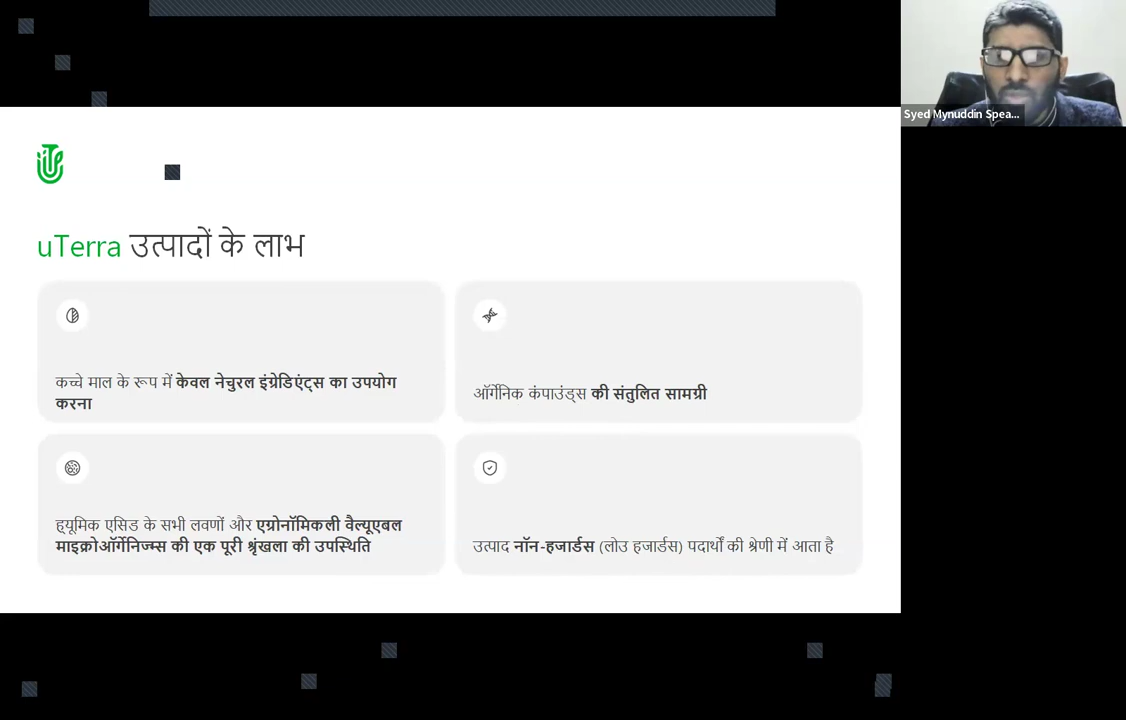 Syed Mynuddin Spea...
uTerra उत्पादों के लाभ
कच्चे माल के रूप में केवल नेचुरल इंग्रेडिएंट्स का उपयोग
करना
ऑर्गेनिक कंपाउंड्स की संतुलित सामग्री
ह्यूमिक एसिड के सभी लवणों और एग्रोनॉमिकली वैल्यूएबल
माइक्रोऑर्गेनिज्म्स की एक पूरी श्रृंखला की उपस्थिति
उत्पाद नॉन-हजार्डस (लोउ हजार्डस) पदार्थों की श्रेणी में आता है